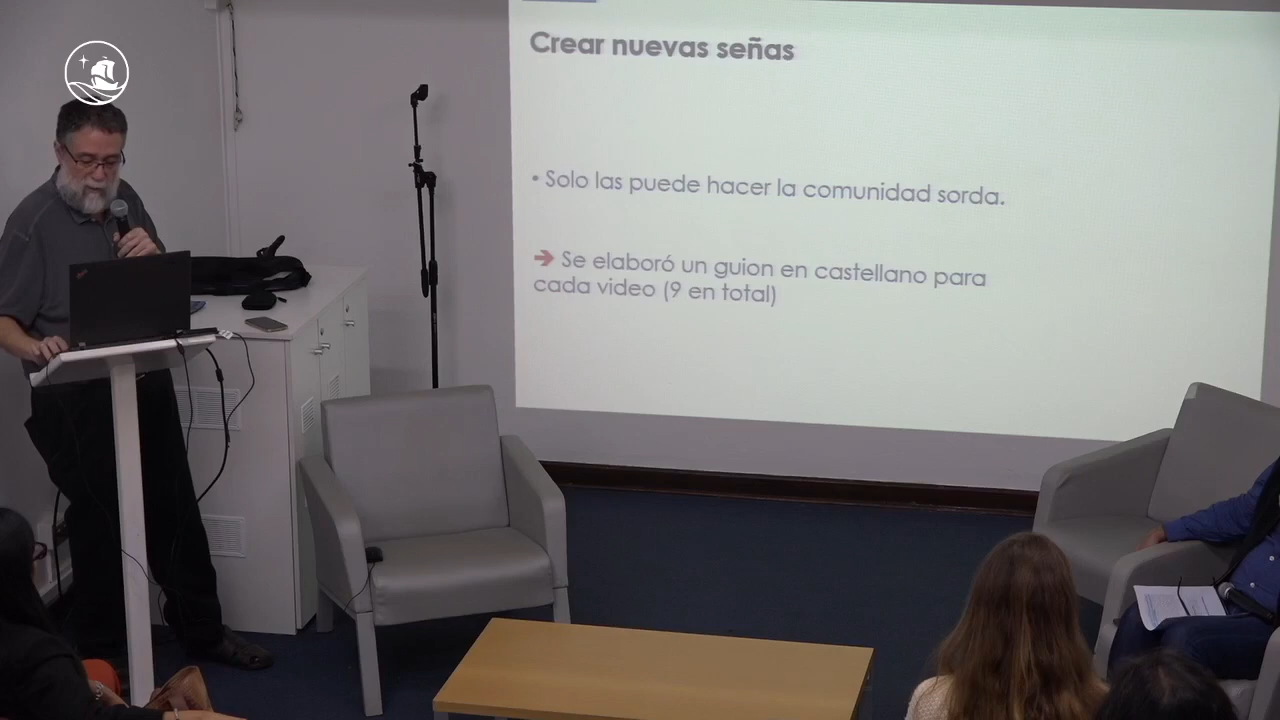 Crear nuevas señas
• Solo las puede hacer la comunidad sorda.
➔ Se elaboró un guion en castellano para
cada video (9 en total)